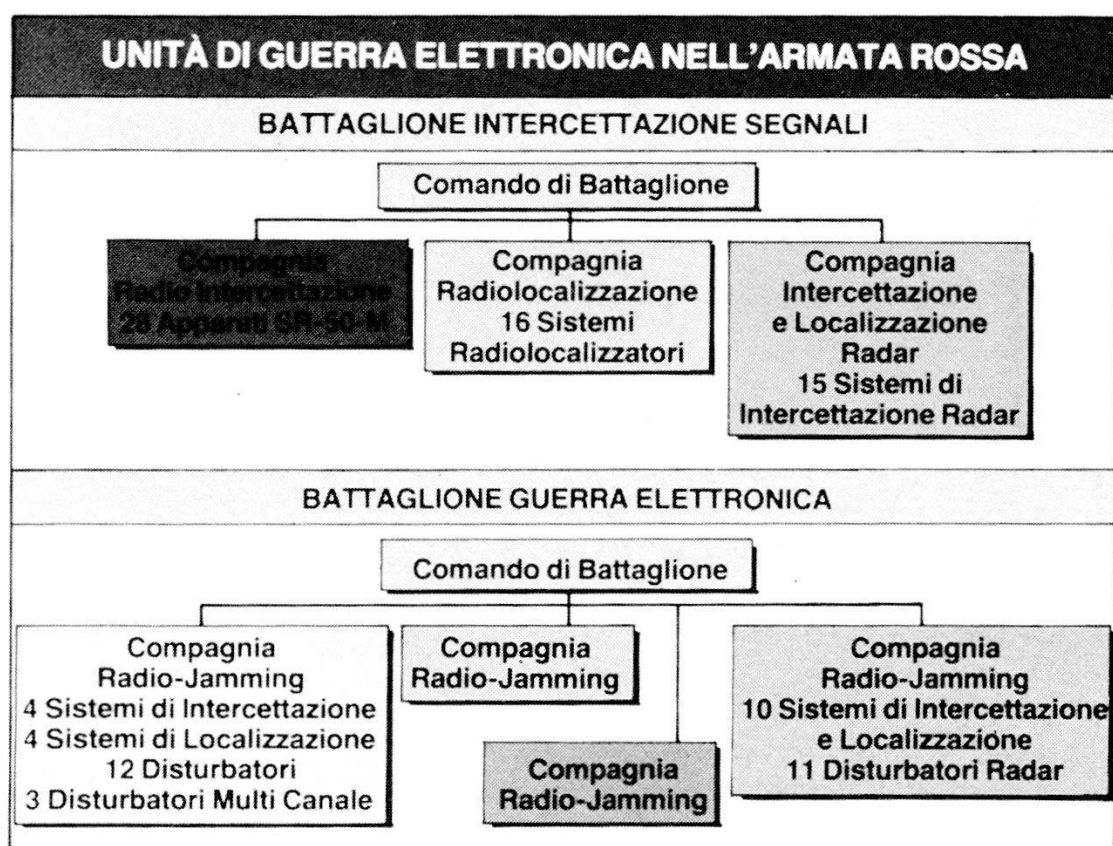 UNITÀ DI GUERRA ELETTRONICA NELL'ARMATA ROSSA
BATTAGLIONE INTERCETTAZIONE SEGNALI
Comando di Battaglione
Compagnia
Radio Intercettazione
28 Apparati SR-50-M
Compagnia
Radiolocalizzazione
16 Sistemi
Radiolocalizzatori
Compagnia
Intercettazione
e Localizzazione
Radar
15 Sistemi di
Intercettazione Radar
BATTAGLIONE GUERRA ELETTRONICA
Comando di Battaglione
Compagnia
Radio-Jamming
4 Sistemi di Intercettazione
4 Sistemi di Localizzazione
12 Disturbatori
3 Disturbatori Multi Canale
Compagnia
Radio-Jamming
Compagnia
Radio-Jamming
Compagnia
Radio-Jamming
10 Sistemi di Intercettazione
e Localizzazione
11 Disturbatori Radar